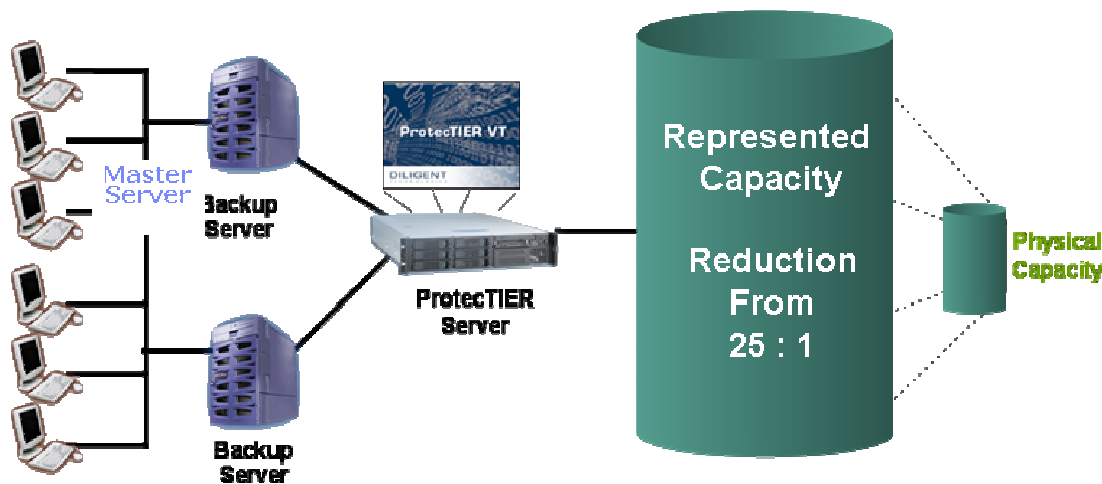 Master
Server
Backup
Server
ProtecTIER VT
DILIGENT
ProtecTIER
Server
Backup
Server
Represented
Capacity
Reduction
From
25 : 1
Physical
Capacity